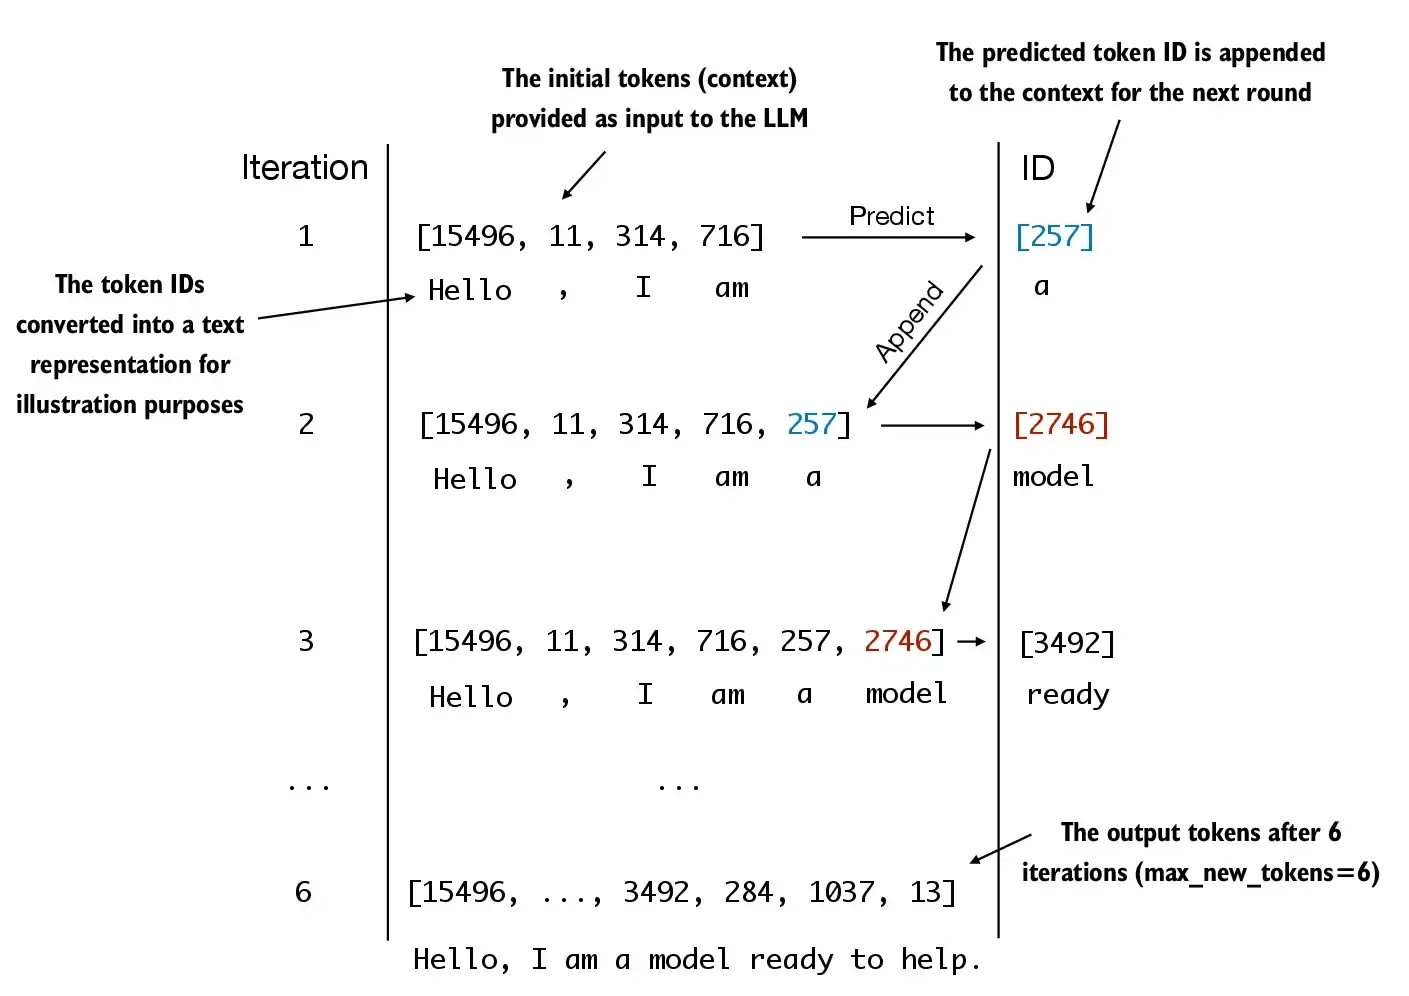 The initial tokens (context)
provided as input to the LLM
The predicted token ID is appended
to the context for the next round
Iteration
ID
1
[15496, 11, 314, 716]
Predict
[257]
Hello , I am
a
The token IDs
converted into a text
representation for
illustration purposes
Append
2
[15496, 11, 314, 716, 257]
[2746]
Hello , I am a
model
3
[15496, 11, 314, 716, 257, 2746]
[3492]
Hello , I am a model
ready
...
...
The output tokens after 6
iterations (max_new_tokens=6)
6
[15496, ..., 3492, 284, 1037, 13]
Hello, I am a model ready to help.